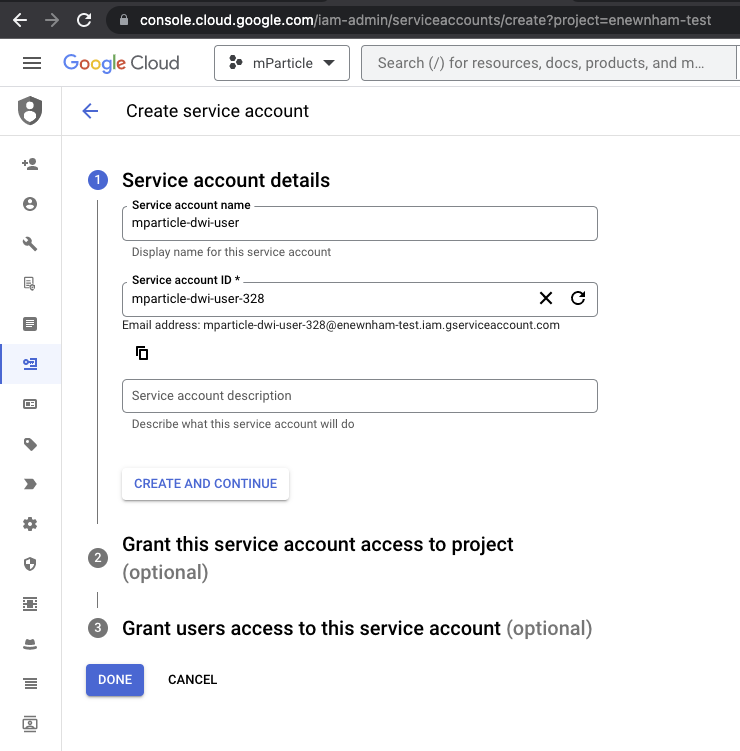 console.cloud.google.com/iam-admin/serviceaccounts/create?project=enewnham-test
Google Cloud
mParticle
Search (/) for resources, docs, products, and m...
Create service account
1
Service account details
Service account name
mparticle-dwi-user
Display name for this service account
Service account ID *
mparticle-dwi-user-328
Email address: mparticle-dwi-user-328@enewnham-test.iam.gserviceaccount.com
Service account description
Describe what this service account will do
CREATE AND CONTINUE
2
Grant this service account access to project
(optional)
3
Grant users access to this service account (optional)
DONE
CANCEL